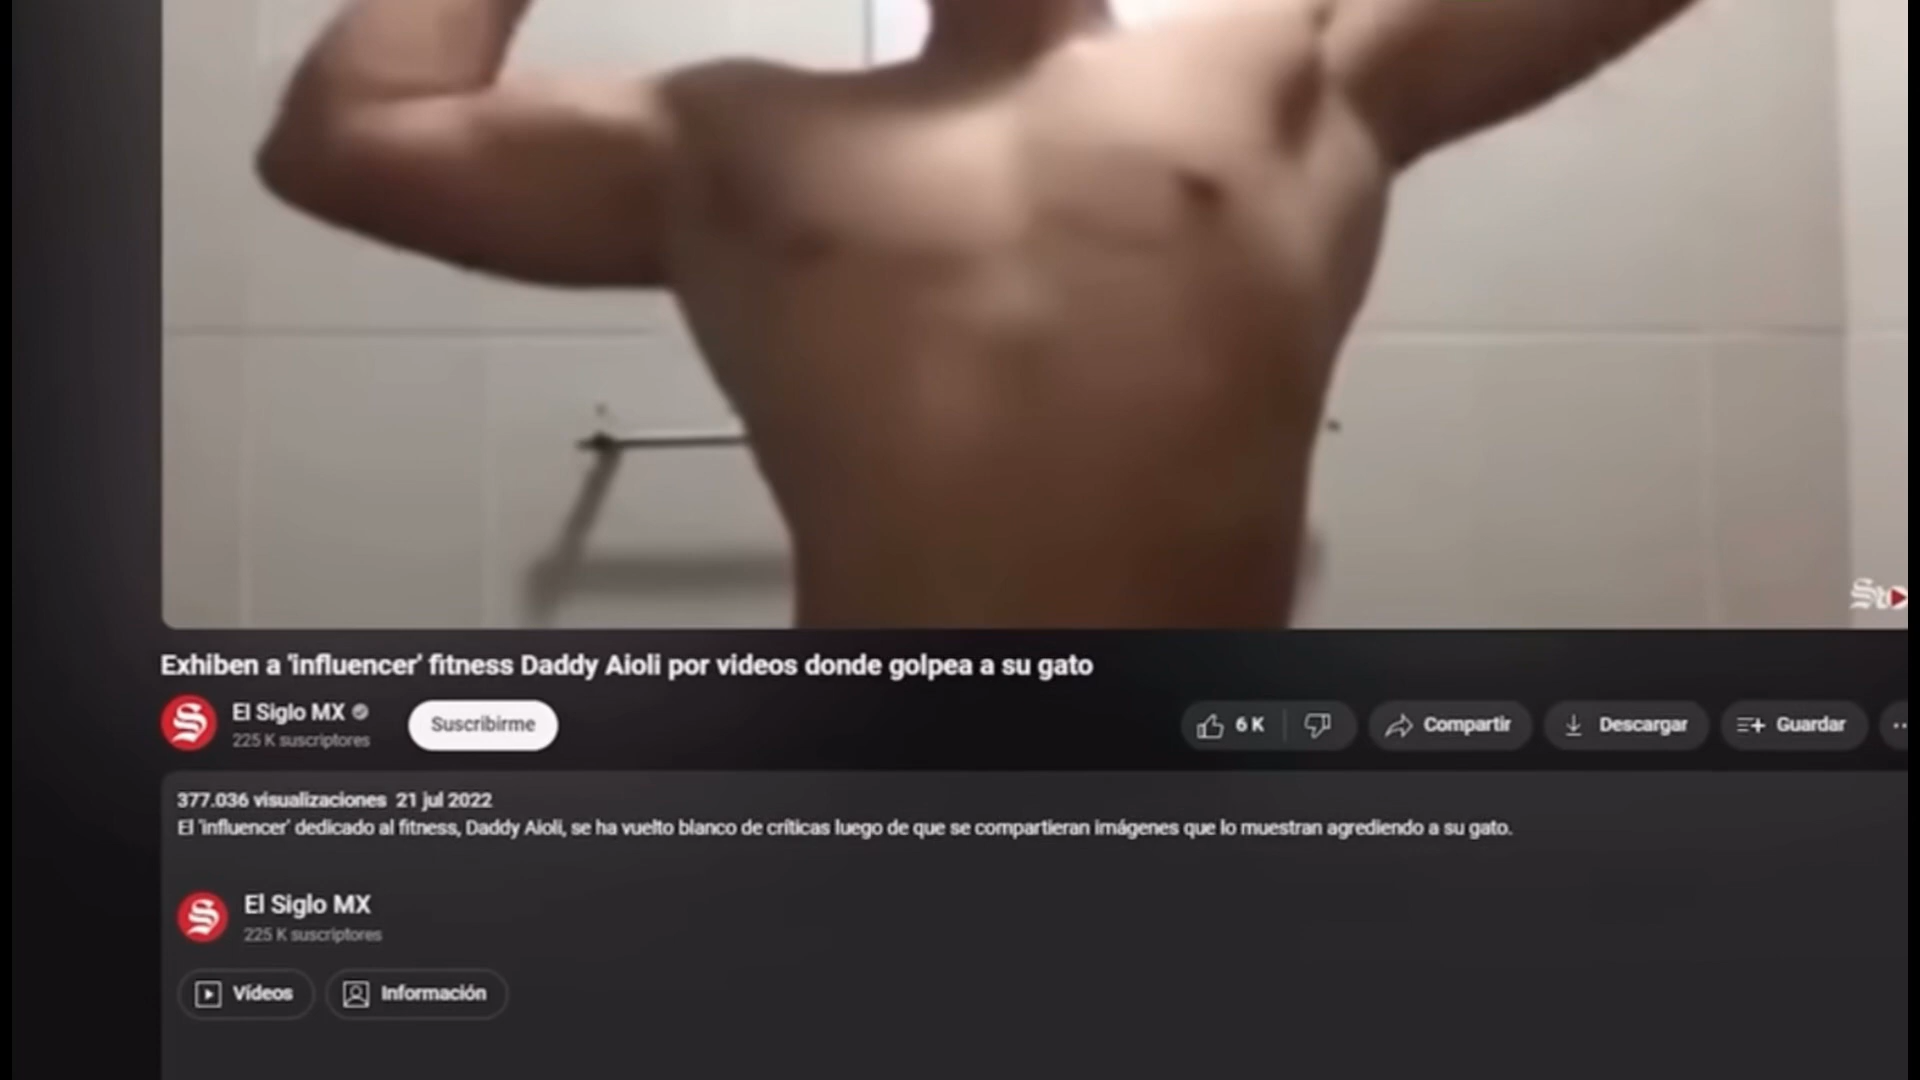 Exhiben a 'influencer' fitness Daddy Aioli por videos donde golpea a su gato
El Siglo MX
225 K suscriptores
Suscribirme
6 K
Compartir
Descargar
Guardar
377.036 visualizaciones 21 jul 2022
El 'influencer' dedicado al fitness, Daddy Aioli, se ha vuelto blanco de críticas luego de que se compartieran imágenes que lo muestran agrediendo a su gato.
El Siglo MX
225 K suscriptores
Vídeos
Información